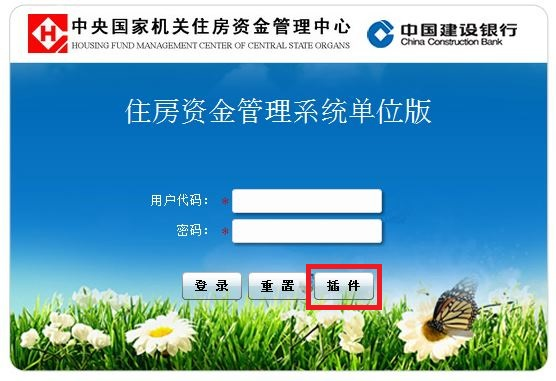 中央国家机关住房资金管理中心
HOUSING FUND MANAGEMENT CENTER OF CENTRAL STATE ORGANS
中国建设银行
China Construction Bank
住房资金管理系统单位版
用户代码： *
密码： *
登录 重置 插件